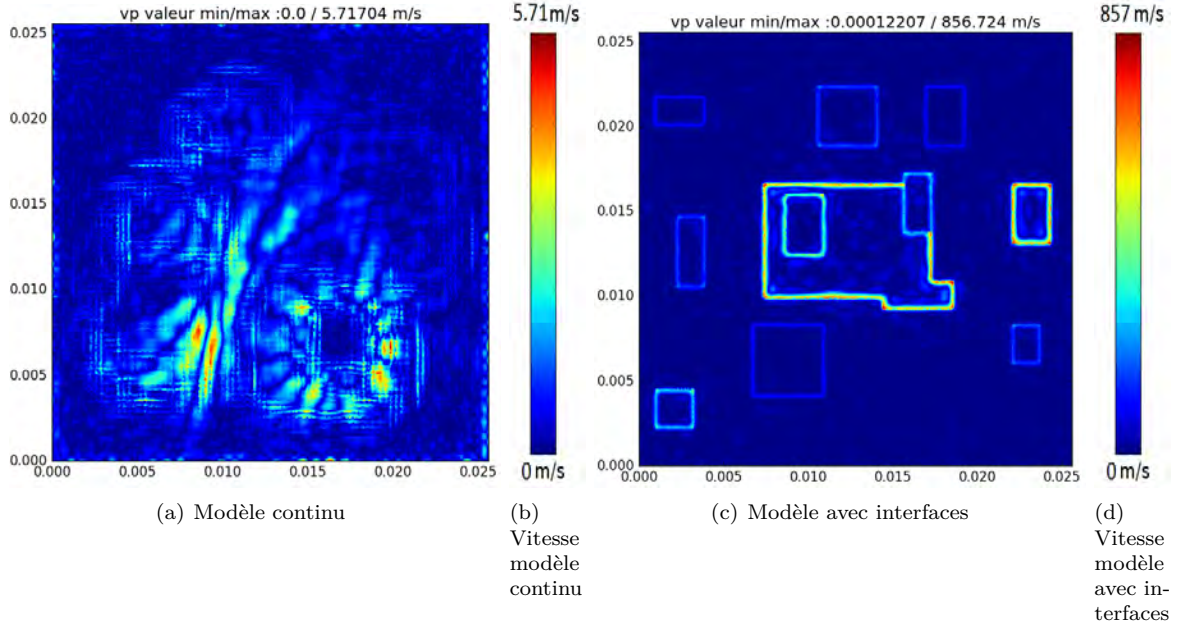 vp valeur min/max :0.0 / 5.71704 m/s
5.71m/s
0.025
0.020
0.015
0.010
0.005
0.000
0.000 0.005 0.010 0.015 0.020 0.025
0m/s
vp valeur min/max :0.00012207 / 856.724 m/s
857 m/s
0.025
0.020
0.015
0.010
0.005
0.000
0.000 0.005 0.010 0.015 0.020 0.025
0 m/s
(a) Modèle continu
(b)
Vitesse
modèle
continu
(c) Modèle avec interfaces
(d)
Vitesse
modèle
avec in-
terfaces